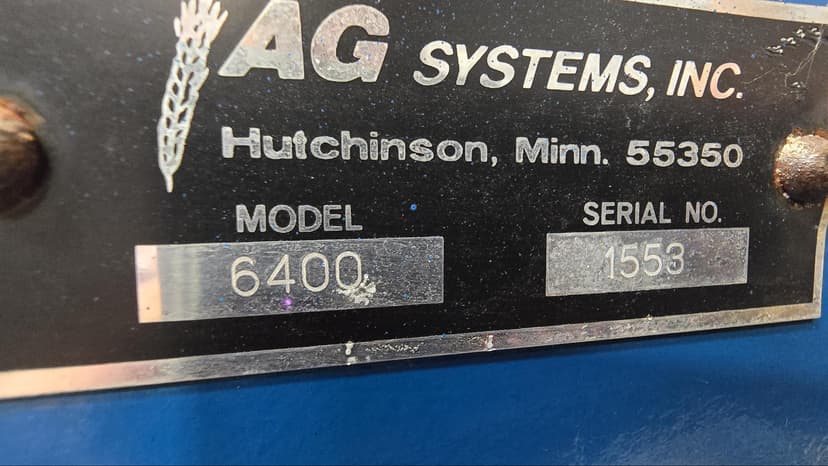 AG SYSTEMS, INC.
Hutchinson, Minn. 55350
MODEL
6400
SERIAL NO.
1553